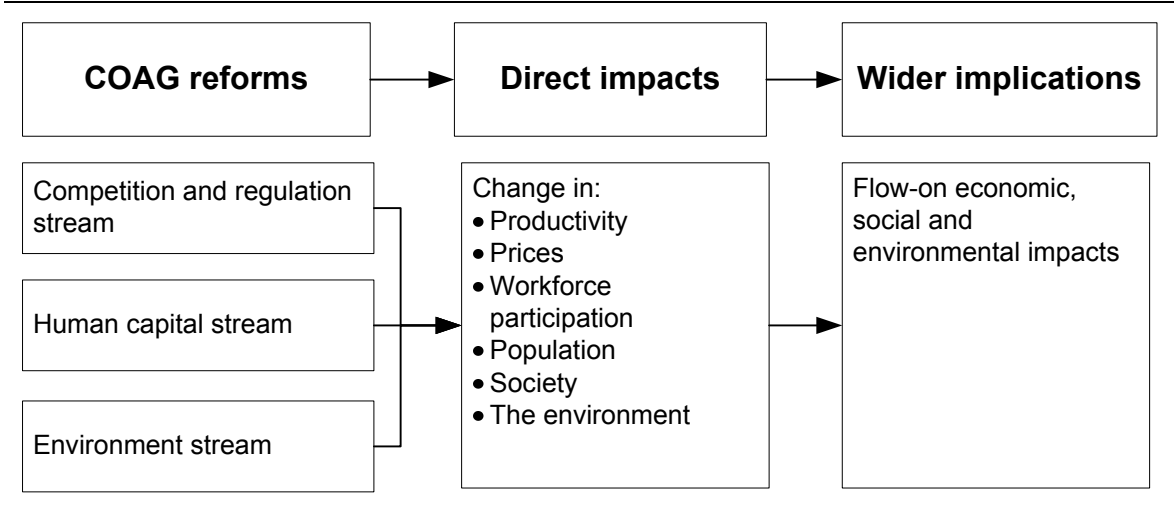 COAG reforms
Direct impacts
Wider implications
Competition and regulation
stream
Human capital stream
Environment stream
Change in:
• Productivity
• Prices
• Workforce
participation
• Population
• Society
• The environment
Flow-on economic,
social and
environmental impacts